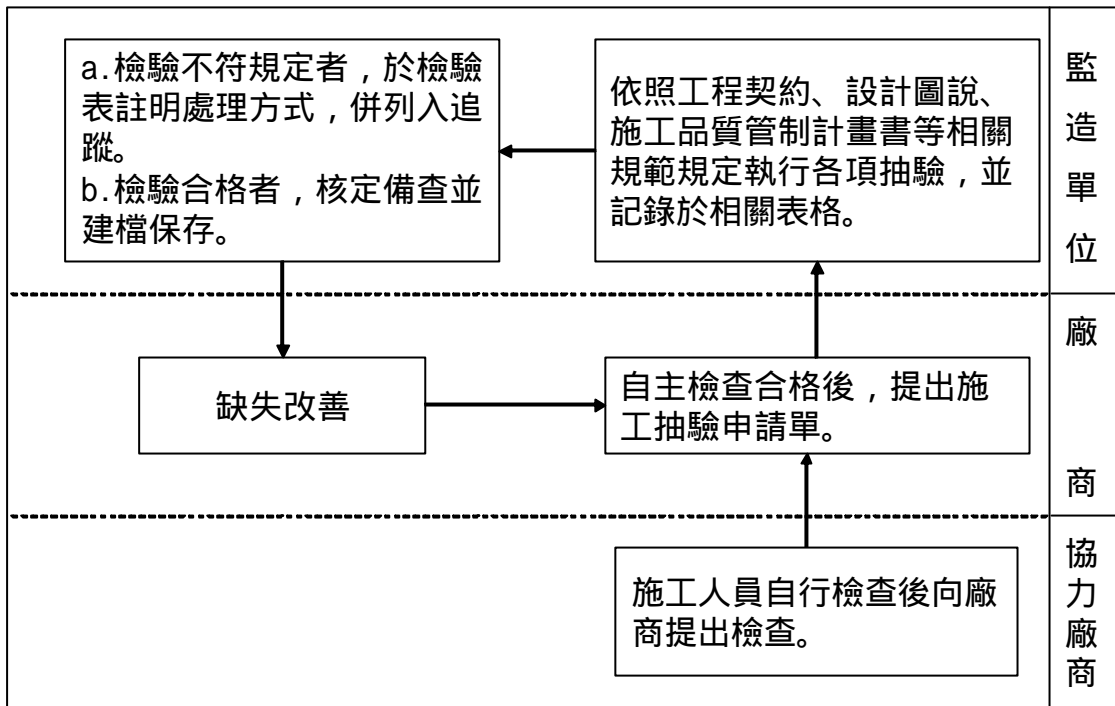 a.檢驗不符規定者，於檢驗
表註明處理方式，併列入追
蹤。
b.檢驗合格者，核定備查並
建檔保存。
依照工程契約、設計圖說、
施工品質管制計畫書等相關
規範規定執行各項抽驗，並
記錄於相關表格。
監造單位
缺失改善
自主檢查合格後，提出施
工抽驗申請單。
廠商
施工人員自行檢查後向廠
商提出檢查。
協力廠商